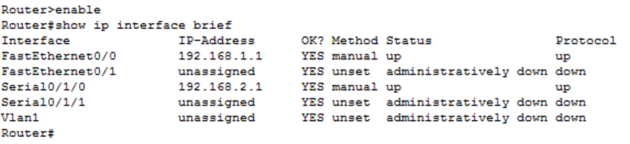 Router>enable
Router#show ip interface brief
Interface              IP-Address      OK? Method Status                Protocol
FastEthernet0/0        192.168.1.1     YES manual up                    up
FastEthernet0/1        unassigned      YES unset  administratively down down
Serial0/1/0            192.168.2.1     YES manual up                    up
Serial0/1/1            unassigned      YES unset  administratively down down
Vlan1                  unassigned      YES unset  administratively down down
Router#